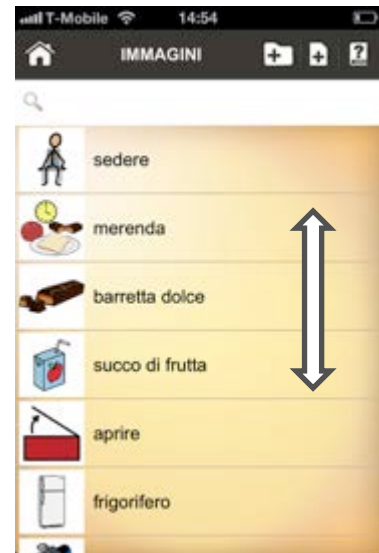 T-Mobile 14:54
IMMAGINI ?
sedere
merenda
barretta dolce
succo di frutta
aprire
frigorifero